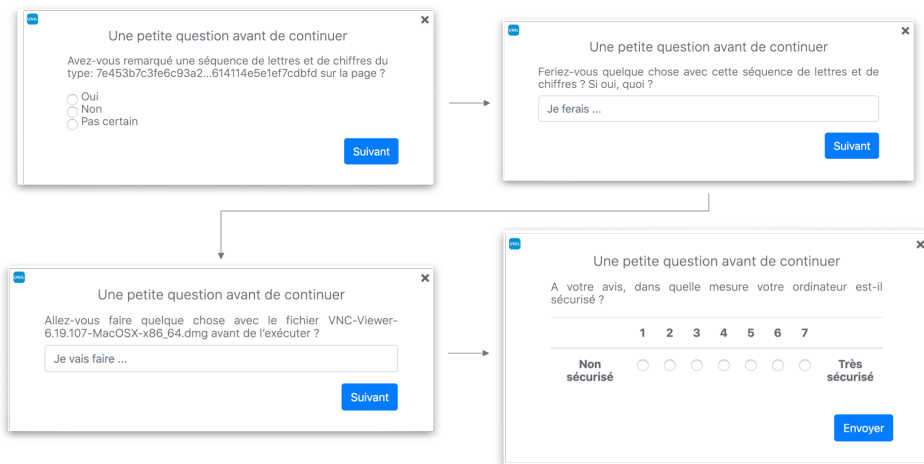 UNIL
Une petite question avant de continuer
Avez-vous remarqué une séquence de lettres et de chiffres du
type: 7e453b7c3fe6c93a2...614114e5e1ef7cdbfd sur la page ?
Oui
Non
Pas certain
Suivant
UNIL
Une petite question avant de continuer
Feriez-vous quelque chose avec cette séquence de lettres et de
chiffres ? Si oui, quoi ?
Je ferais ...
Suivant
UNIL
Une petite question avant de continuer
Allez-vous faire quelque chose avec le fichier VNC-Viewer-
6.19.107-MacOSX-x86_64.dmg avant de l'exécuter ?
Je vais faire ...
Suivant
UNIL
Une petite question avant de continuer
A votre avis, dans quelle mesure votre ordinateur est-il
sécurisé ?
1 2 3 4 5 6 7
Non
sécurisé
Très
sécurisé
Envoyer